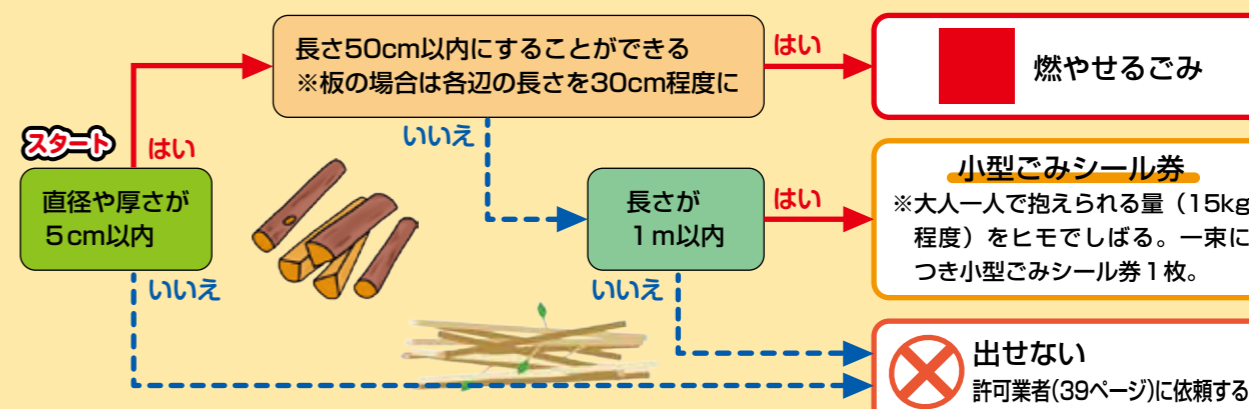 スタート
直径や厚さが
5cm以内
はい
いいえ
長さ50cm以内にすることができる
※板の場合は各辺の長さを30cm程度に
はい
いいえ
長さが
1m以内
はい
いいえ
燃やせるごみ
小型ごみシール券
※大人一人で抱えられる量（15kg
程度）をヒモでしばる。一束に
つき小型ごみシール券1枚。
出せない
許可業者(39ページ)に依頼する